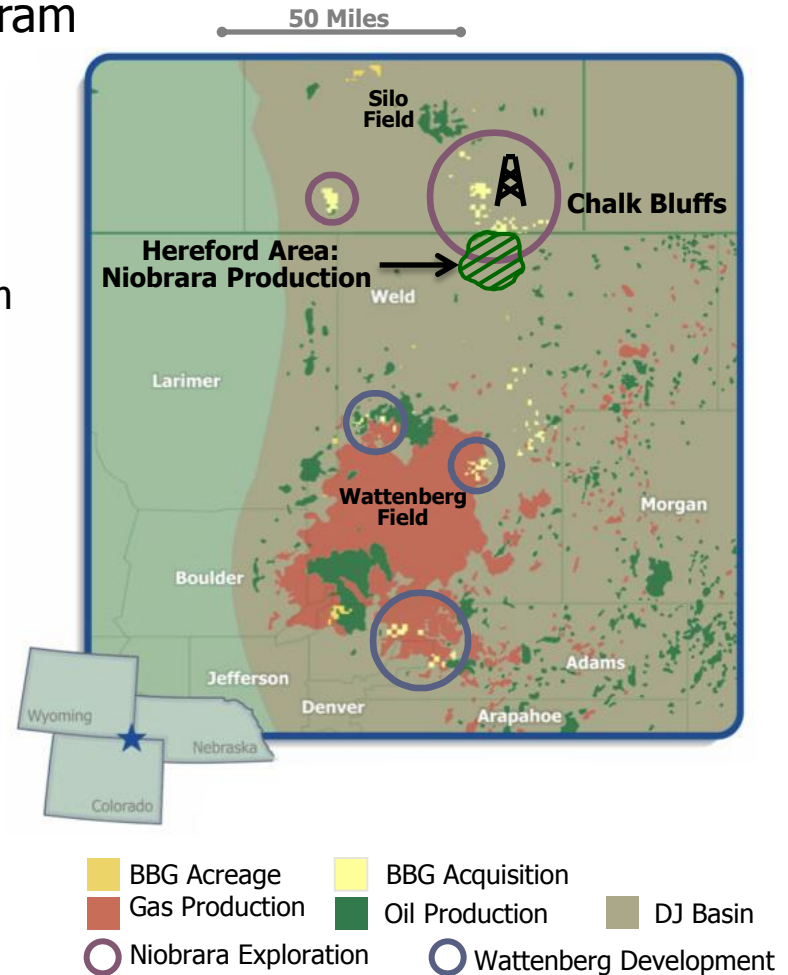 ram
50 Miles
Silo
Field
Chalk Bluffs
Hereford Area:
Niobrara Production
Weld
Larimer
Wattenberg
Field
Morgan
Boulder
Adams
Jefferson
Denver
Arapahoe
Wyoming
Nebraska
Colorado
BBG Acreage
BBG Acquisition
Gas Production
Oil Production
DJ Basin
Niobrara Exploration
Wattenberg Development